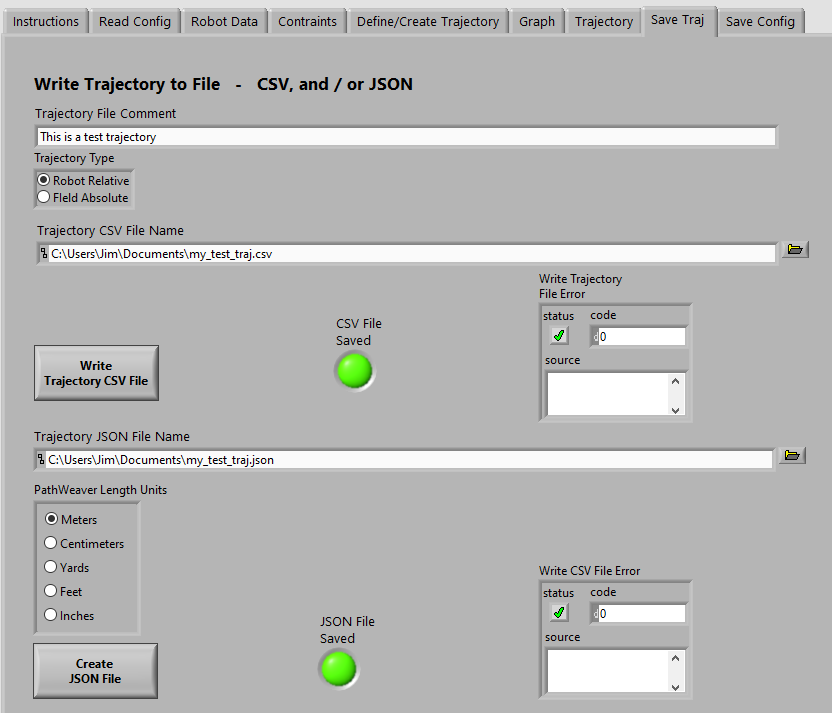 Instructions Read Config Robot Data Contraints Define/Create Trajectory Graph Trajectory Save Traj Save Config
Write Trajectory to File - CSV, and / or JSON
Trajectory File Comment
This is a test trajectory
Trajectory Type
Robot Relative
FIeld Absolute
Trajectory CSV File Name
C:\Users\Jim\Documents\my_test_traj.csv
Write Trajectory
File Error
status code
d 0
source
CSV File
Saved
Write
Trajectory CSV File
Trajectory JSON File Name
C:\Users\Jim\Documents\my_test_traj.json
PathWeaver Length Units
Meters
Centimeters
Yards
Feet
Inches
Write CSV File Error
status code
d 0
source
JSON File
Saved
Create
JSON File